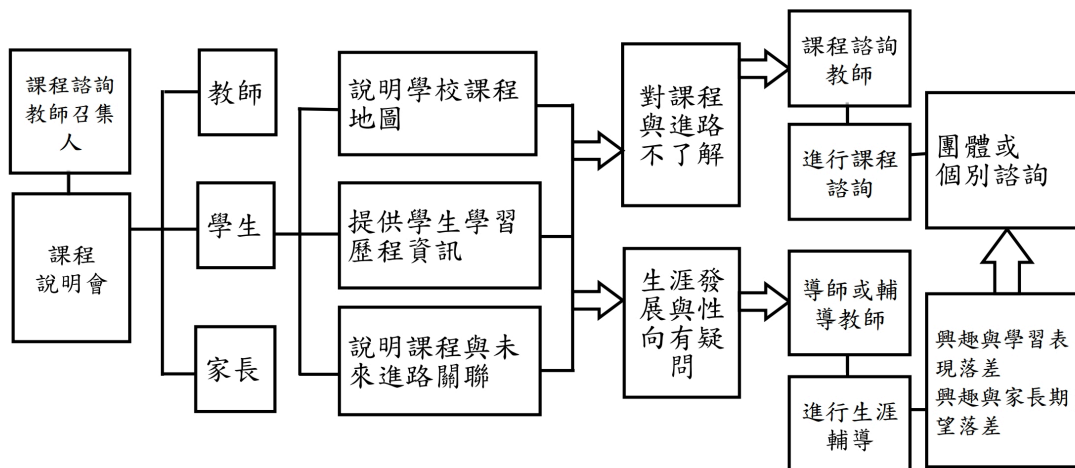 課程諮詢
教師召集
人
課程
說明會
教師
學生
家長
說明學校課程
地圖
提供學生學習
歷程資訊
說明課程與未
來進路關聯
對課程
與進路
不了解
生涯發
展與性
向有疑
問
課程諮詢
教師
進行課程
諮詢
團體或
個別諮詢
導師或輔
導教師
進行生涯
輔導
興趣與學習表
現落差
興趣與家長期
望落差